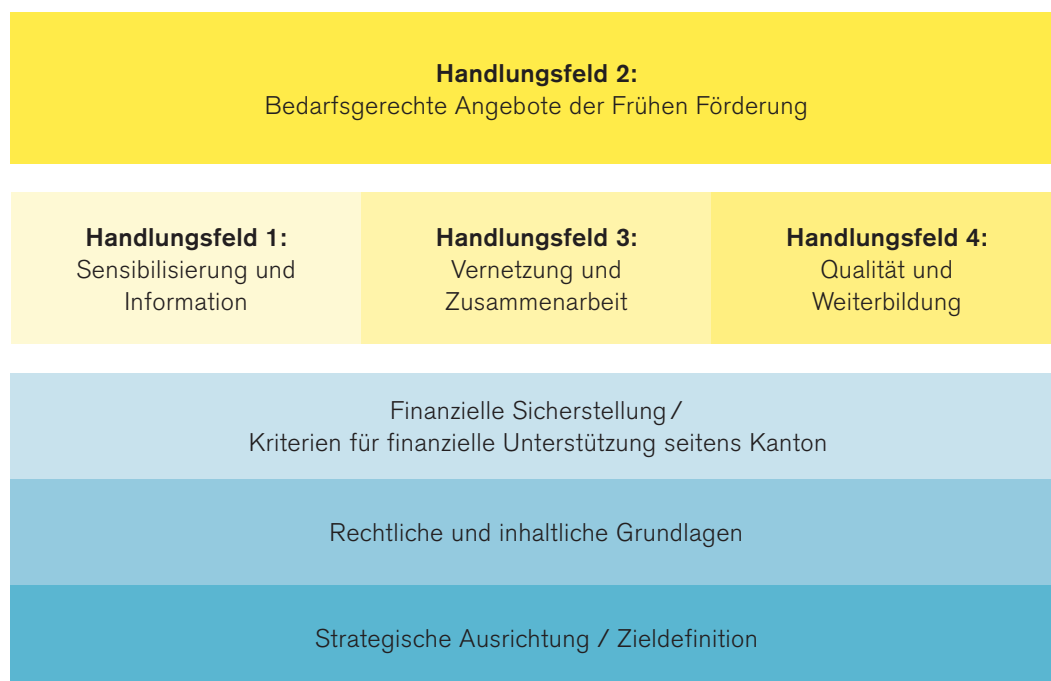 Handlungsfeld 2:
Bedarfsgerechte Angebote der Frühen Förderung
Handlungsfeld 1:
Sensibilisierung und
Information
Handlungsfeld 3:
Vernetzung und
Zusammenarbeit
Handlungsfeld 4:
Qualität und
Weiterbildung
Finanzielle Sicherstellung /
Kriterien für finanzielle Unterstützung seitens Kanton
Rechtliche und inhaltliche Grundlagen
Strategische Ausrichtung / Zieldefinition